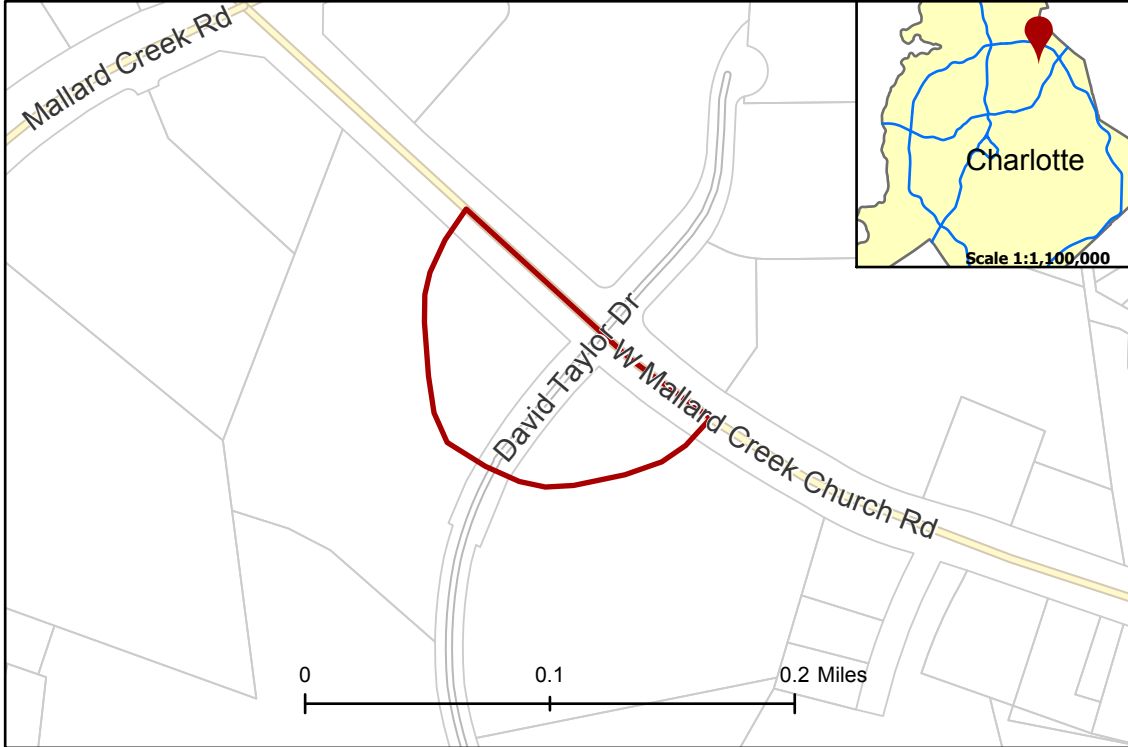 Mallard Creek Rd
Charlotte
Scale 1:1,100,000
David Taylor Dr
W Mallard Creek Church Rd
0 0.1 0.2 Miles